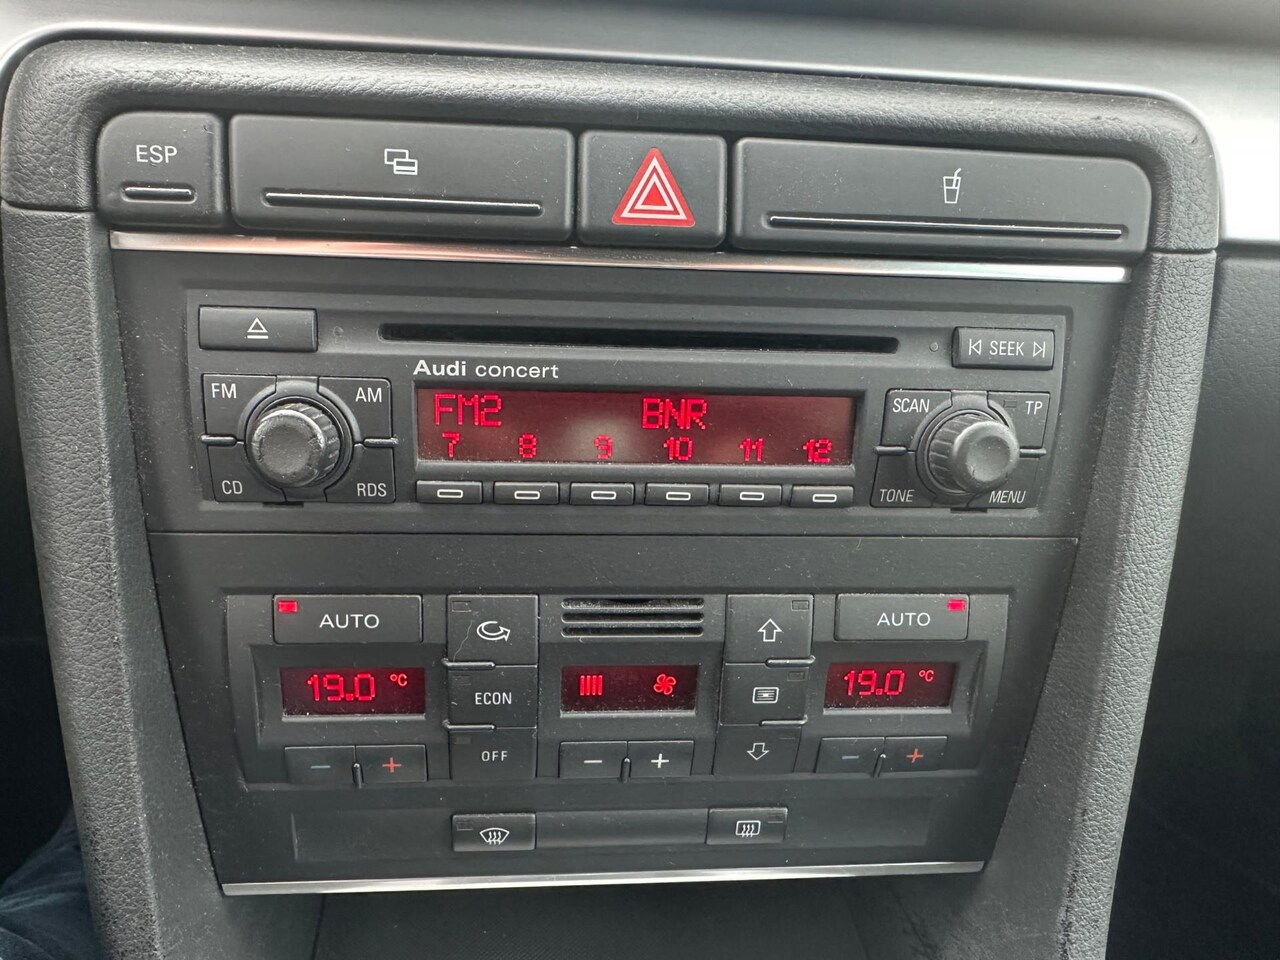 ESP
Audi concert
SEEK
FM
AM
CD
RDS
FM2 BNR
7 8 9 10 11 12
SCAN
TP
TONE
MENU
AUTO
AUTO
19.0 °C
ECON
OFF
19.0 °C
- +
- +
- +